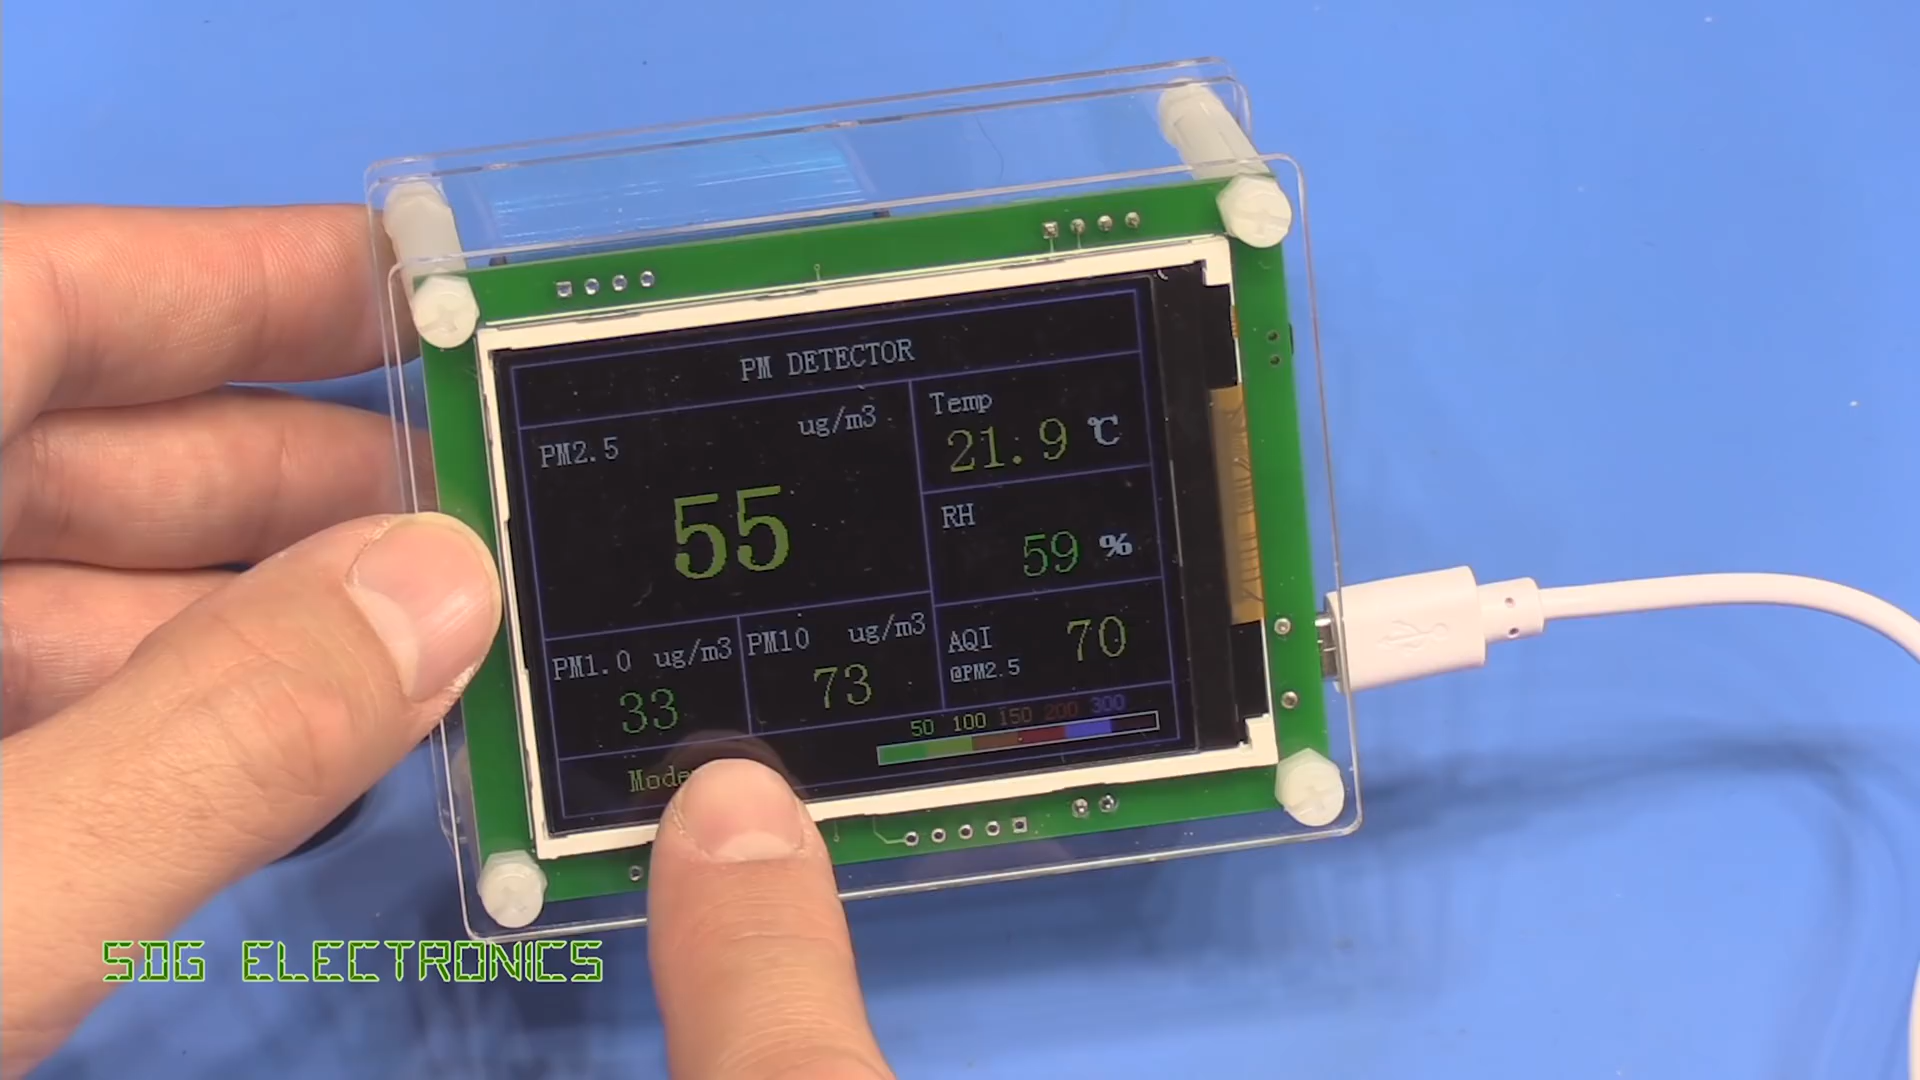 PM DETECTOR
PM2.5 ug/m3
55
Temp
21.9 ℃
RH
59 %
PM1.0 ug/m3
33
PM10 ug/m3
73
AQI
@PM2.5
70
50 100 150 200 300
SDG ELECTRONICS